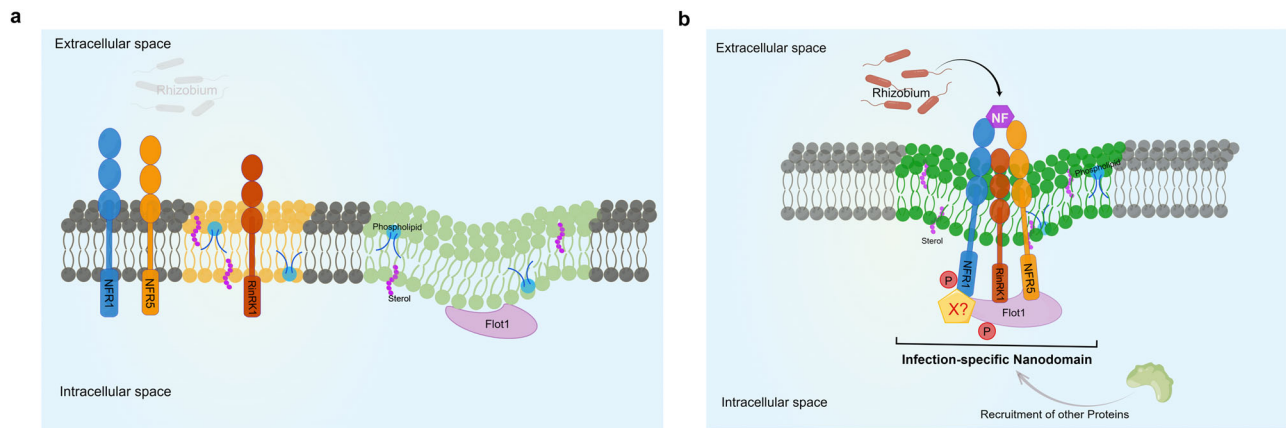 a
Extracellular space
Rhizobium
Phospholipid
Sterol
NFR1
NFR5
RinRK1
Flot1
Intracellular space
b
Extracellular space
Rhizobium
NF
Phospholipid
Sterol
NFR1
RinRK1
NFR5
P
X?
Flot1
P
Infection-specific Nanodomain
Intracellular space
Recruitment of other Proteins